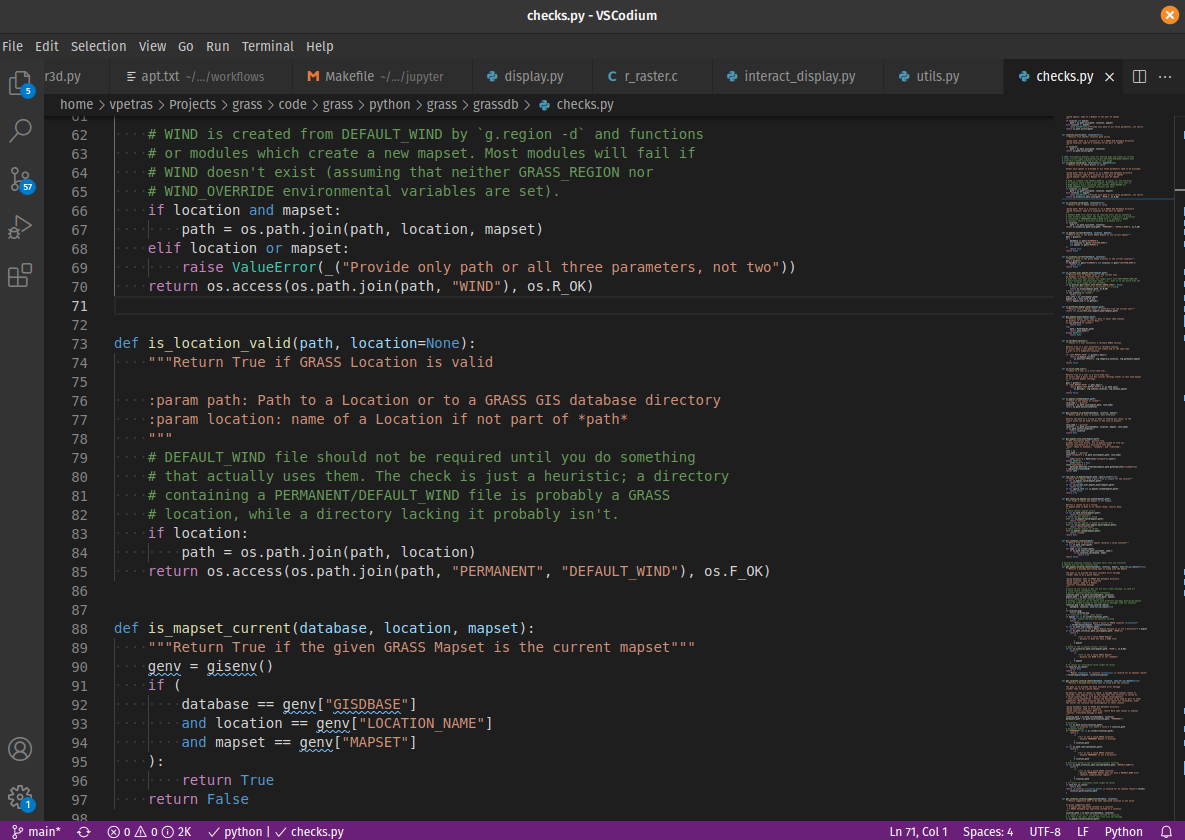 checks.py - VSCodium
File Edit Selection View Go Run Terminal Help
r3d.py apt.txt ~/.../workflows Makefile ~/.../jupyter display.py C r_raster.c interact_display.py utils.py checks.py
home > vpetras > Projects > grass > code > grass > python > grass > grassdb > checks.py
61
62 # WIND is created from DEFAULT_WIND by `g.region -d` and functions
63 # or modules which create a new mapset. Most modules will fail if
64 # WIND doesn't exist (assuming that neither GRASS_REGION nor
65 # WIND_OVERRIDE environmental variables are set).
66 if location and mapset:
67 path = os.path.join(path, location, mapset)
68 elif location or mapset:
69 raise ValueError(_("Provide only path or all three parameters, not two"))
70 return os.access(os.path.join(path, "WIND"), os.R_OK)
71
72
73 def is_location_valid(path, location=None):
74 """Return True if GRASS Location is valid
75
76 :param path: Path to a Location or to a GRASS GIS database directory
77 :param location: name of a Location if not part of *path*
78 """
79 # DEFAULT_WIND file should not be required until you do something
80 # that actually uses them. The check is just a heuristic; a directory
81 # containing a PERMANENT/DEFAULT_WIND file is probably a GRASS
82 # location, while a directory lacking it probably isn't.
83 if location:
84 path = os.path.join(path, location)
85 return os.access(os.path.join(path, "PERMANENT", "DEFAULT_WIND"), os.F_OK)
86
87
88 def is_mapset_current(database, location, mapset):
89 """Return True if the given GRASS Mapset is the current mapset"""
90 genv = gisenv()
91 if (
92 database == genv["GISDBASE"]
93 and location == genv["LOCATION_NAME"]
94 and mapset == genv["MAPSET"]
95 ):
96 return True
97 return False
98
5
57
1
main* 0 0 2K python | checks.py Ln 71, Col 1 Spaces: 4 UTF-8 LF Python